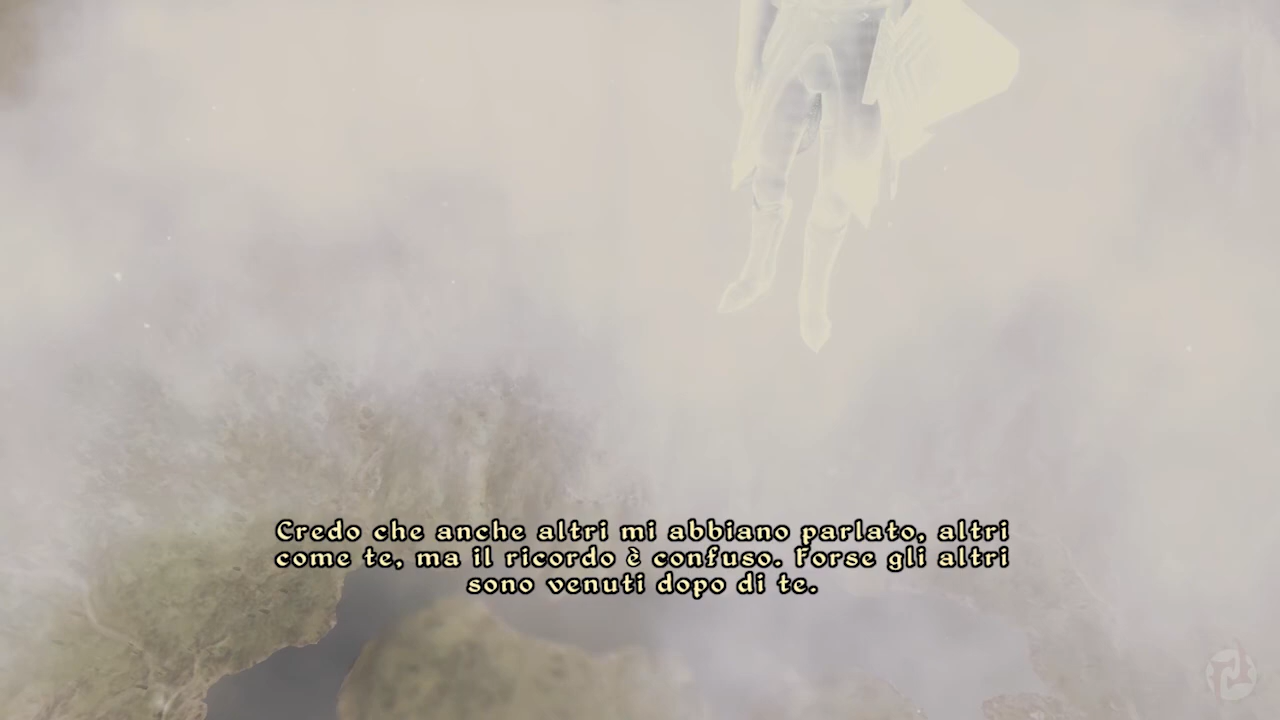 Credo che anche altri mi abbiano parlato, altri
come te, ma il ricordo è confuso. Forse gli altri
sono venuti dopo di te.